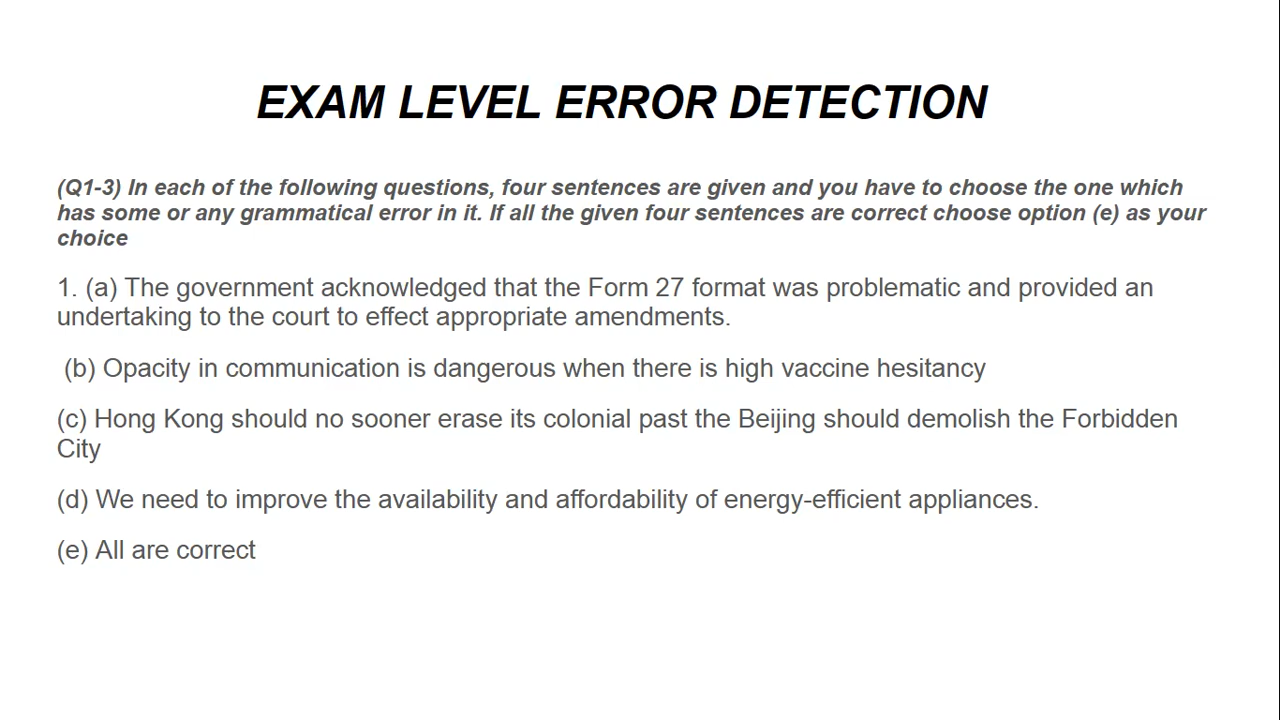 EXAM LEVEL ERROR DETECTION
(Q1-3) In each of the following questions, four sentences are given and you have to choose the one which
has some or any grammatical error in it. If all the given four sentences are correct choose option (e) as your
choice
1. (a) The government acknowledged that the Form 27 format was problematic and provided an
undertaking to the court to effect appropriate amendments.
(b) Opacity in communication is dangerous when there is high vaccine hesitancy
(c) Hong Kong should no sooner erase its colonial past the Beijing should demolish the Forbidden
City
(d) We need to improve the availability and affordability of energy-efficient appliances.
(e) All are correct